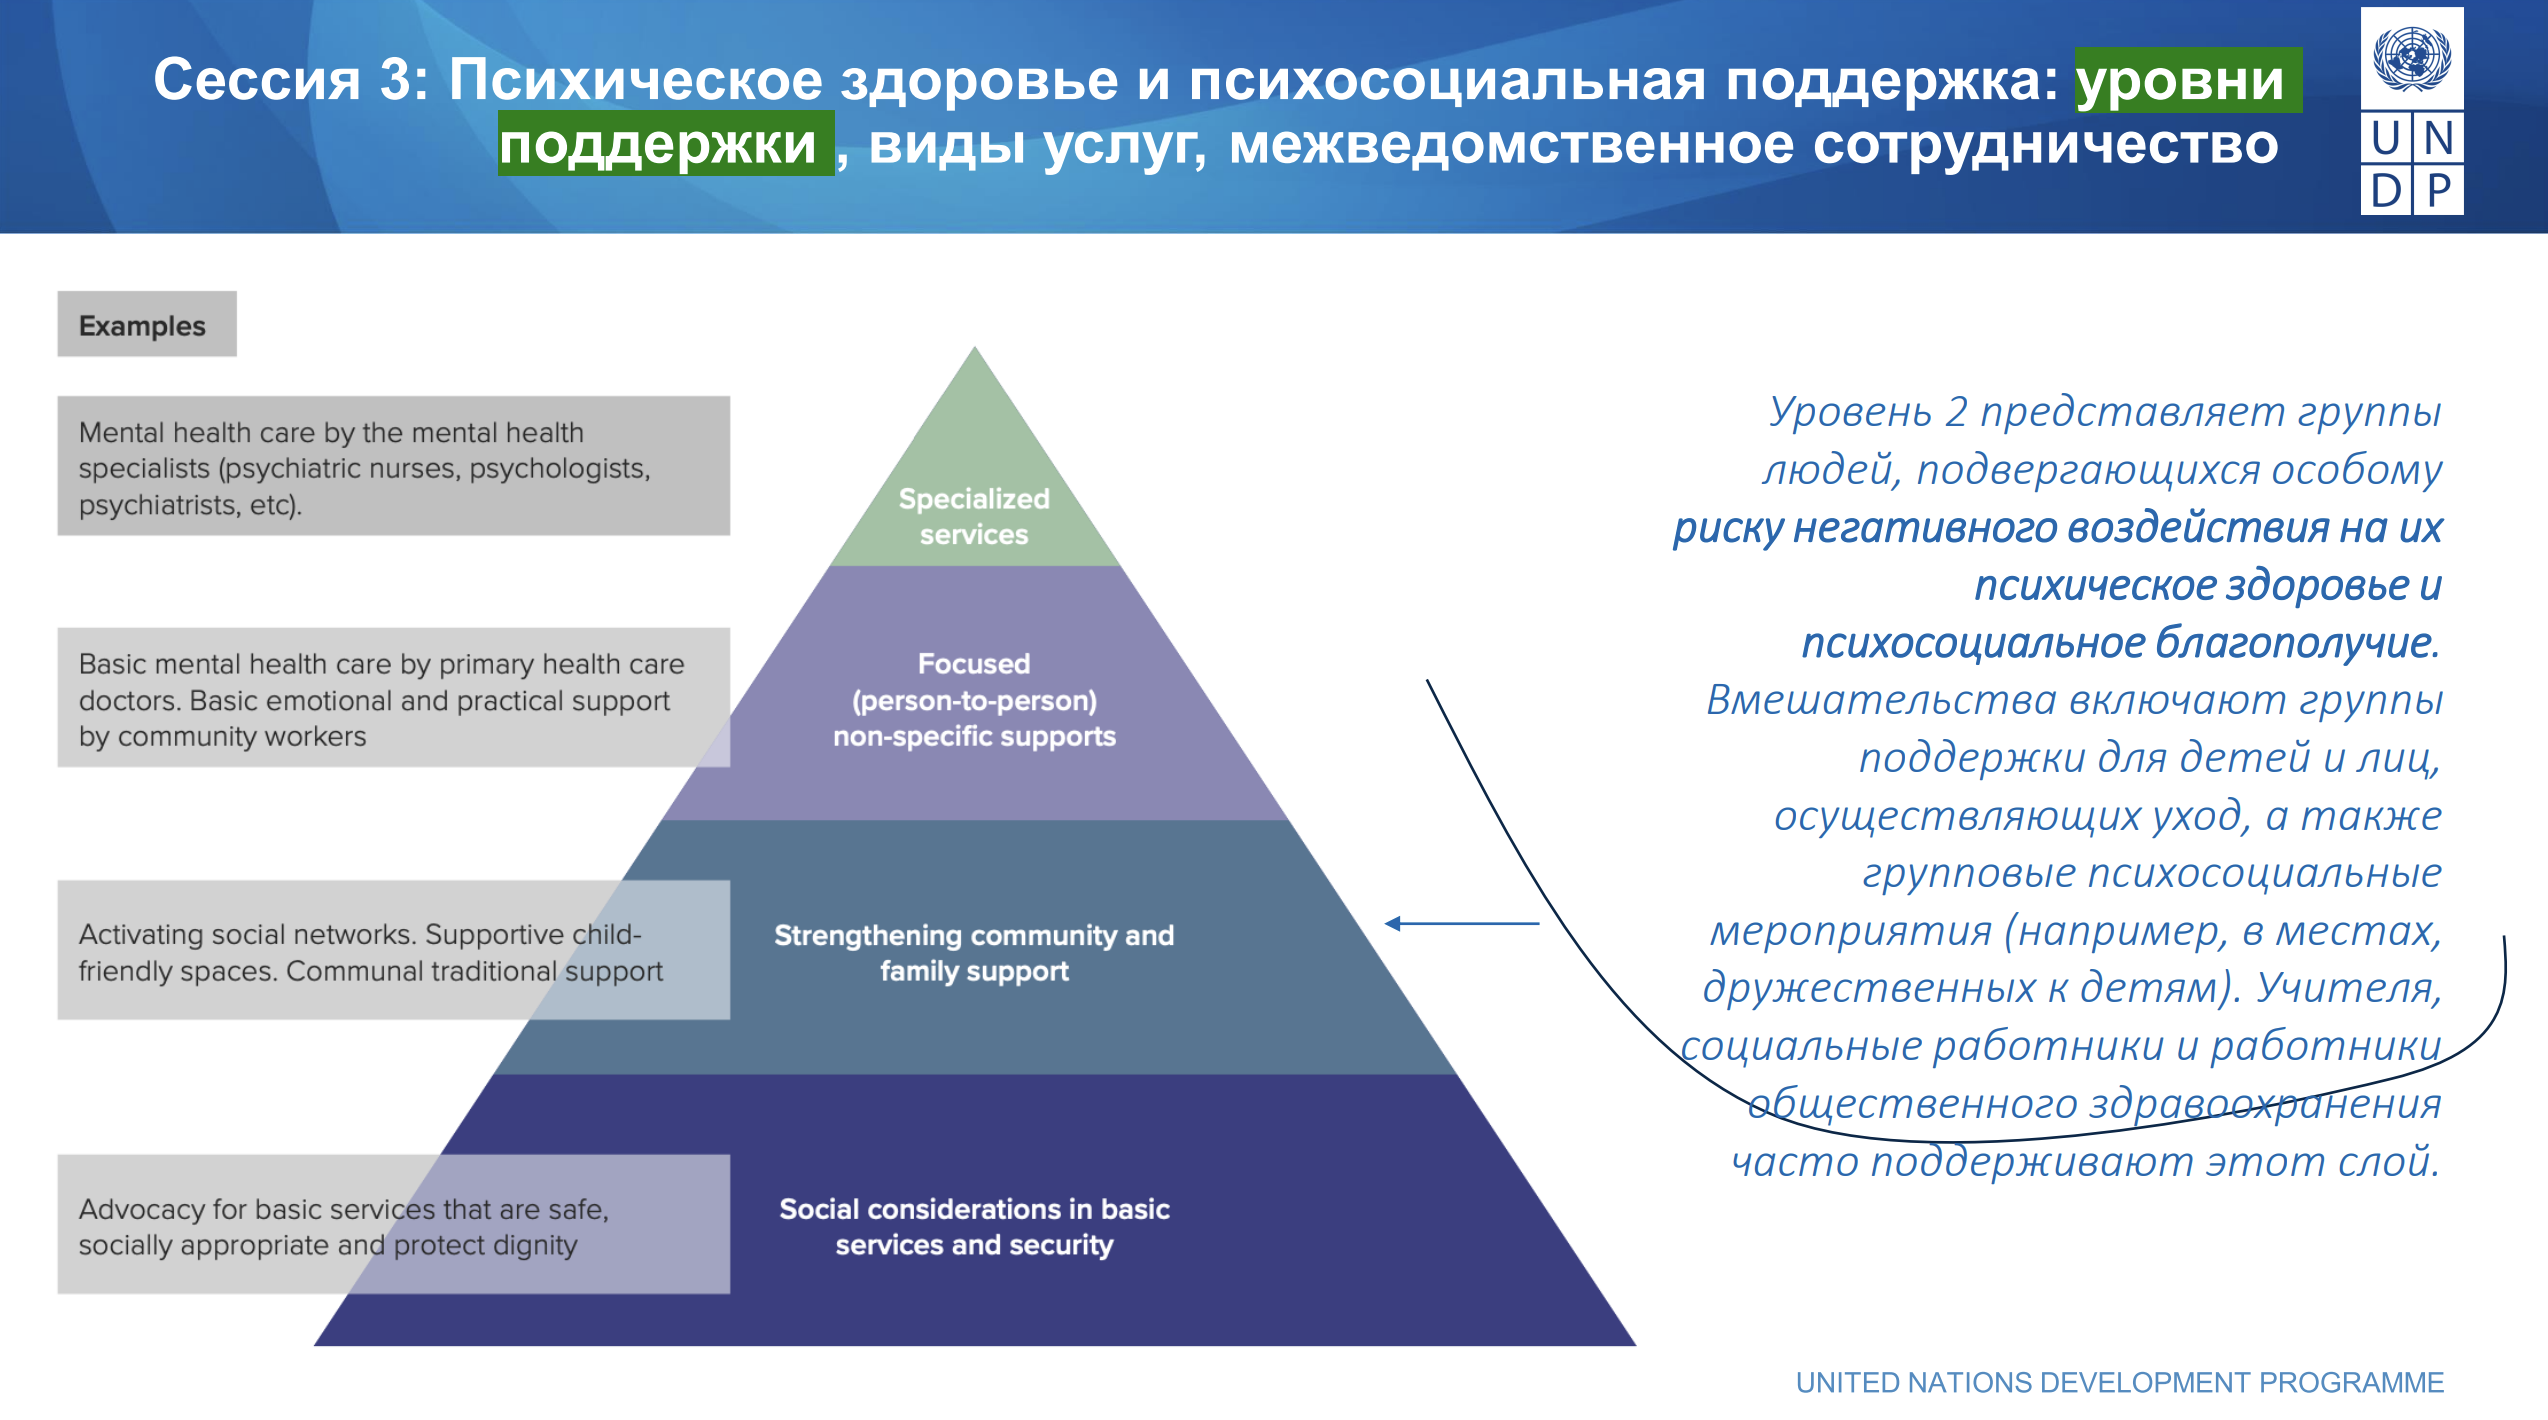 Сессия 3: Психическое здоровье и психосоциальная поддержка: уровни
поддержки , виды услуг, межведомственное сотрудничество
U N
D P
Examples
Mental health care by the mental health
specialists (psychiatric nurses, psychologists,
psychiatrists, etc).
Specialized
services
Basic mental health care by primary health care
doctors. Basic emotional and practical support
by community workers
Focused
(person-to-person)
non-specific supports
Activating social networks. Supportive child-
friendly spaces. Communal traditional support
Strengthening community and
family support
Advocacy for basic services that are safe,
socially appropriate and protect dignity
Social considerations in basic
services and security
Уровень 2 представляет группы
людей, подвергающихся особому
риску негативного воздействия на их
психическое здоровье и
психосоциальное благополучие.
Вмешательства включают группы
поддержки для детей и лиц,
осуществляющих уход, а также
групповые психосоциальные
мероприятия (например, в местах,
дружественных к детям). Учителя,
социальные работники и работники
общественного здравоохранения
часто поддерживают этот слой.
UNITED NATIONS DEVELOPMENT PROGRAMME